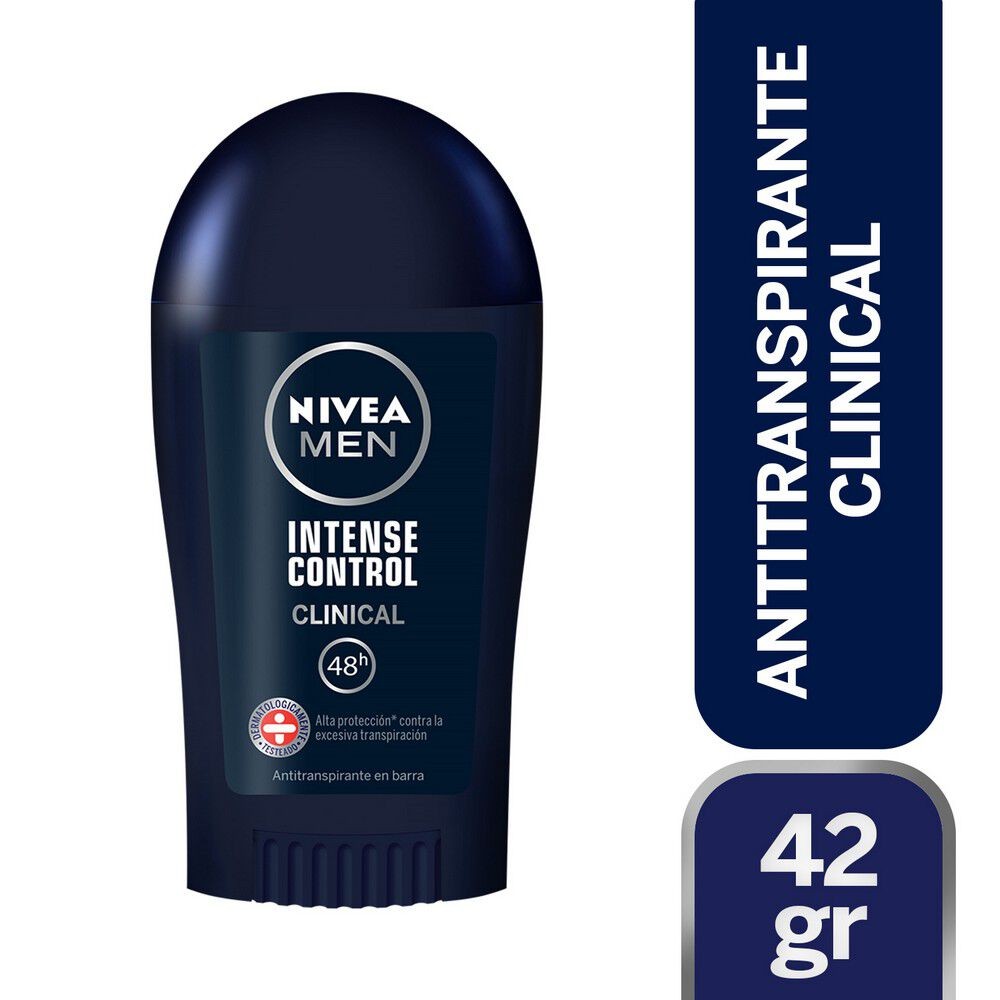 NIVEA
MEN
INTENSE
CONTROL
CLINICAL
48h
DERMATOLOGICAMENTE
• TESTEADO •
Alta protección* contra la
excesiva transpiración
Antitranspirante en barra
ANTITRANSPIRANTE
CLINICAL
42
gr